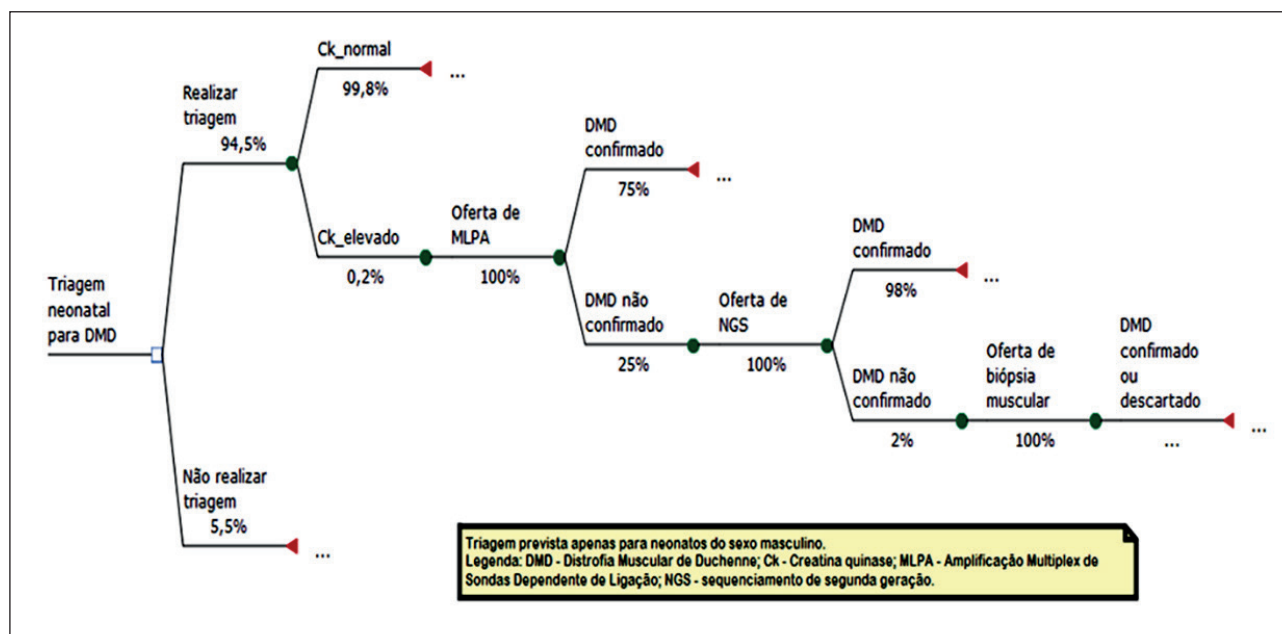 Ck_normal
99,8%
...
Realizar
triagem
94,5%
DMD
confirmado
75%
...
Ck_elevado
0,2%
Oferta de
MLPA
100%
DMD
confirmado
98%
...
Triagem
neonatal
para DMD
DMD não
confirmado
25%
Oferta de
NGS
100%
DMD não
confirmado
2%
Oferta de
biópsia
muscular
100%
DMD
confirmado
ou
descartado
...
...
Não realizar
triagem
5,5%
...
Triagem prevista apenas para neonatos do sexo masculino.
Legenda: DMD - Distrofia Muscular de Duchenne; Ck - Creatina quinase; MLPA - Amplificação Multiplex de
Sondas Dependente de Ligação; NGS - sequenciamento de segunda geração.